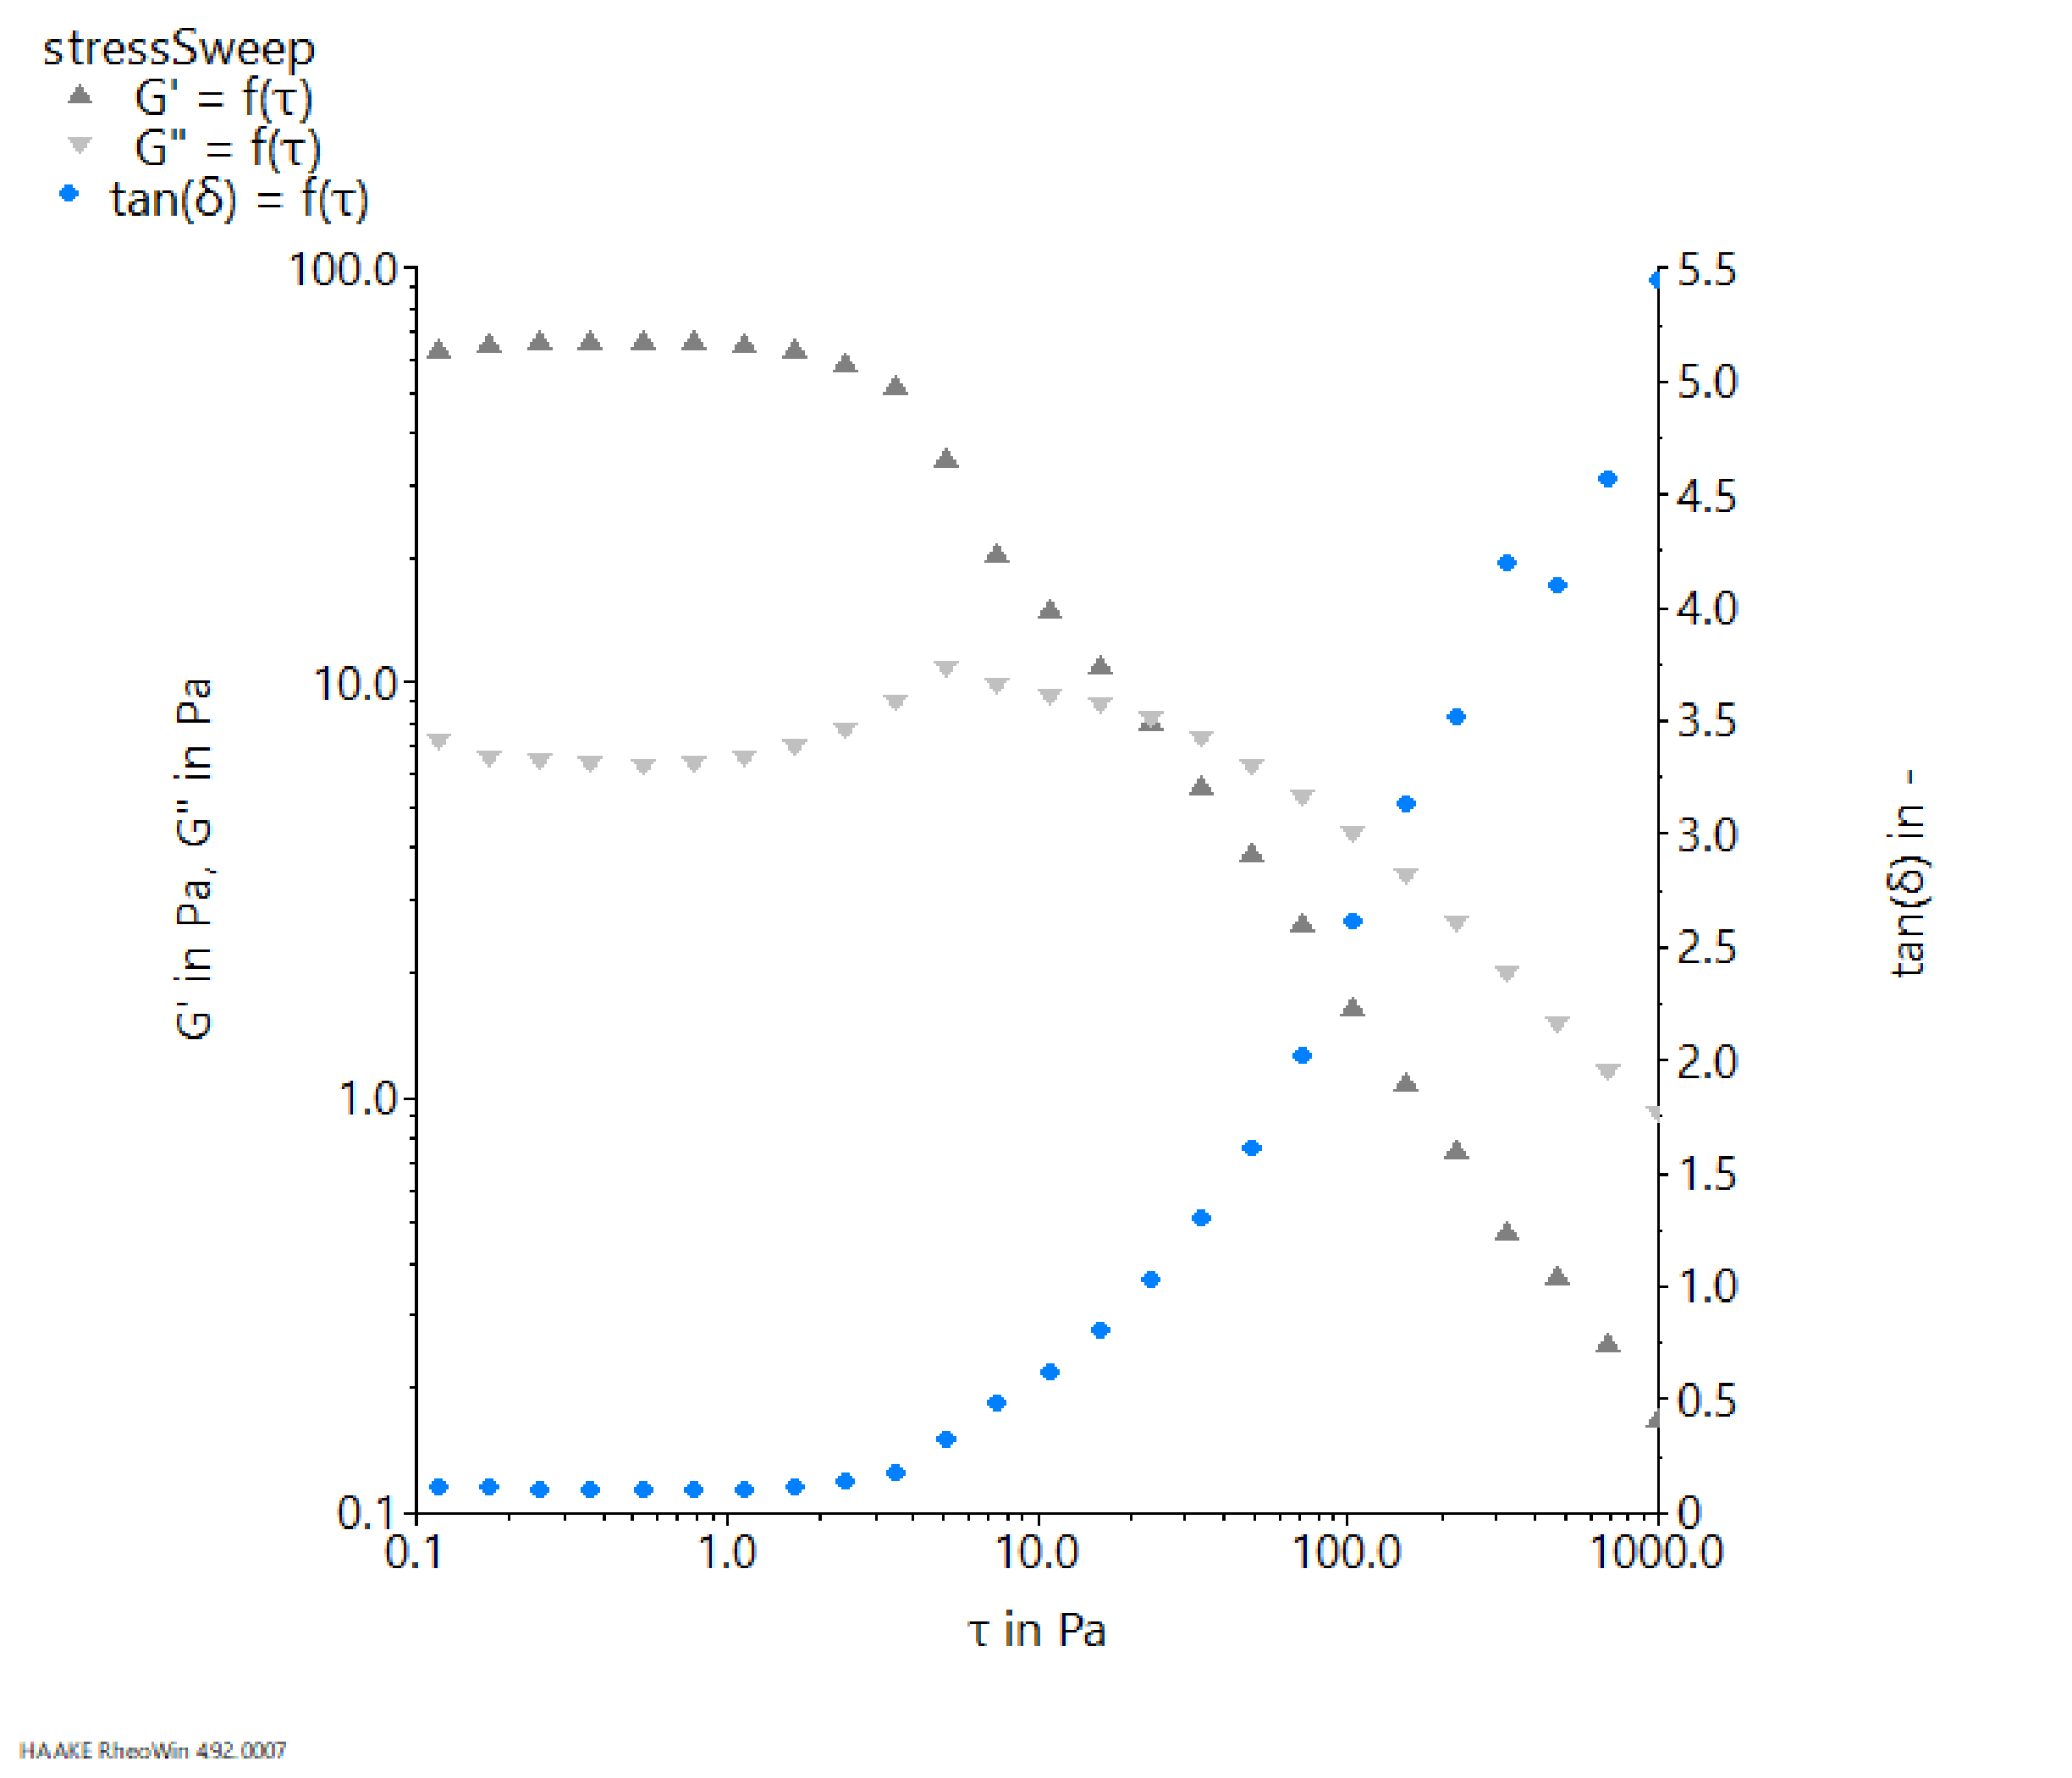 stressSweep
G' = f(τ)
G" = f(τ)
tan(δ) = f(τ)
100.0
10.0
1.0
0.1
G' in Pa, G" in Pa
5.5
5.0
4.5
4.0
3.5
3.0
2.5
2.0
1.5
1.0
0.5
0
tan(δ) in -
0.1 1.0 10.0 100.0 1000.0
τ in Pa
HAAKE RheoWin 4.92.0007